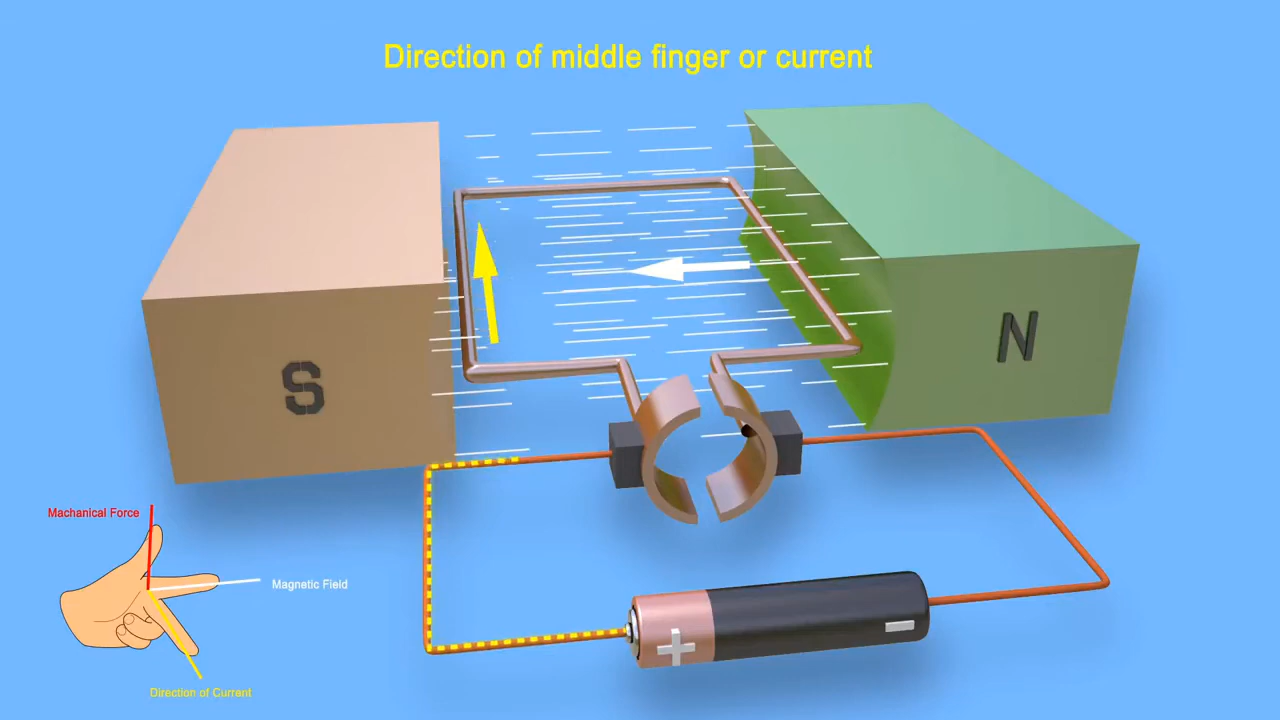 Direction of middle finger or current
S
N
Machanical Force
Magnetic Field
Direction of Current
+
-